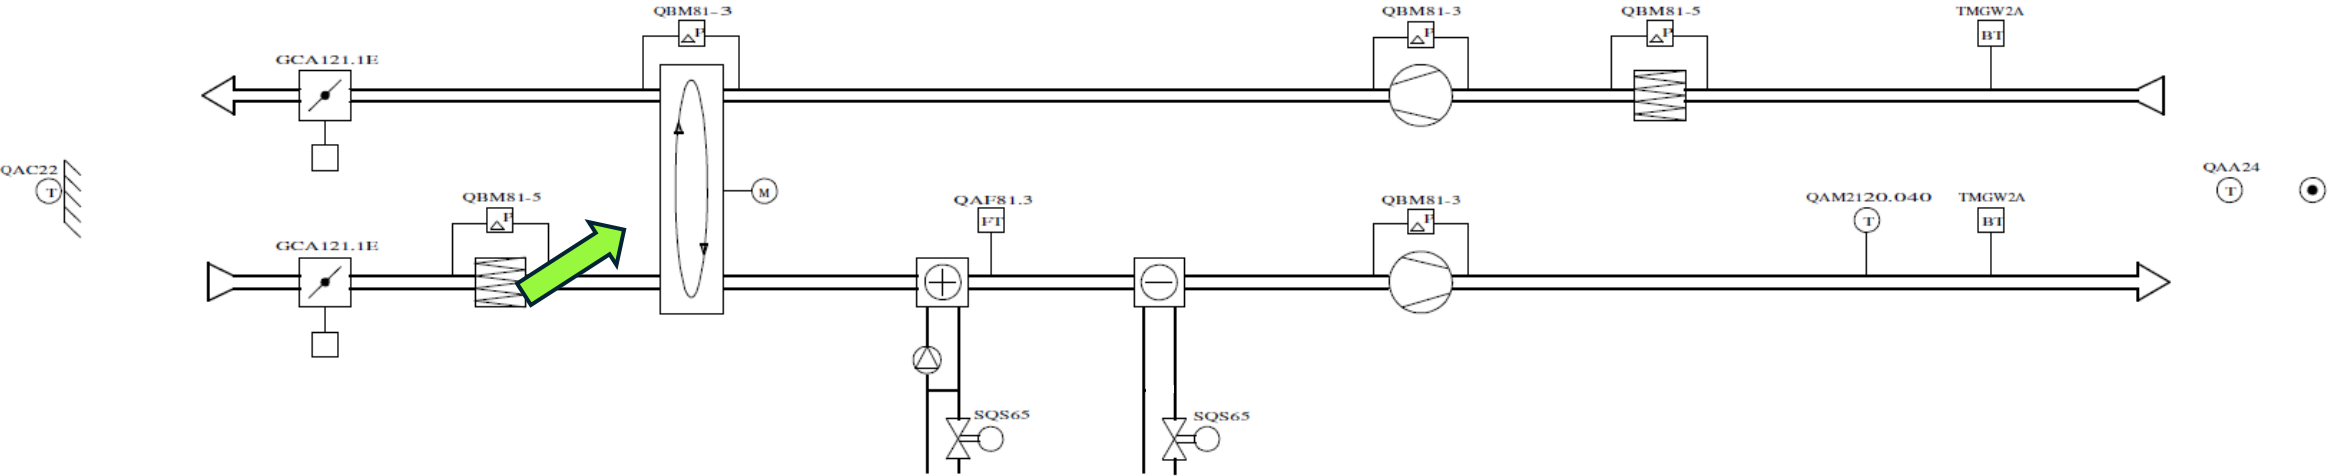 QBM81-3
QBM81-3
QBM81-5
TMGW2A
P
P
P
BT
GCA121.1E
QAC22
T
QBM81-5
P
GCA121.1E
M
QAF81.3
FT
QBM81-3
P
QAM2120.040
T
TMGW2A
BT
QAA24
T
SQS65
SQS65